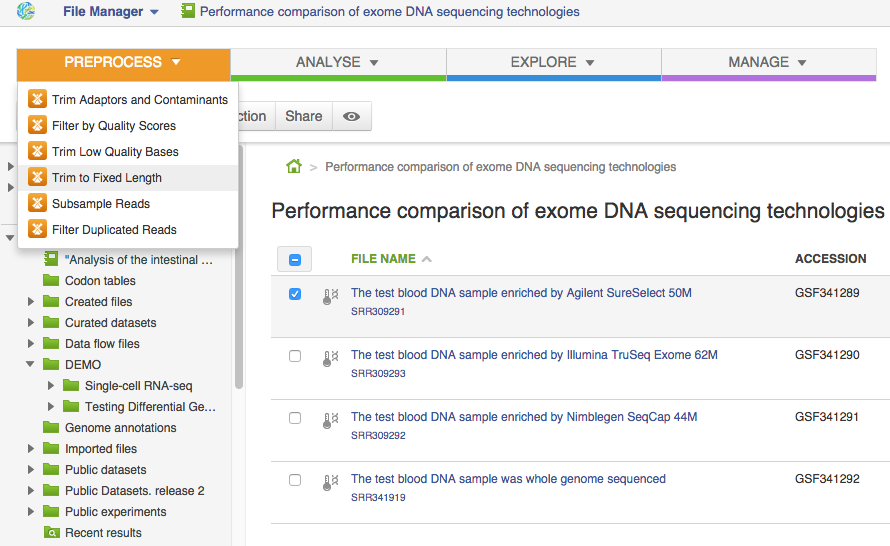 File Manager
Performance comparison of exome DNA sequencing technologies
PREPROCESS
ANALYSE
EXPLORE
MANAGE
Trim Adaptors and Contaminants
Filter by Quality Scores
Trim Low Quality Bases
Trim to Fixed Length
Subsample Reads
Filter Duplicated Reads
Share
"Analysis of the intestinal ...
Codon tables
Created files
Curated datasets
Data flow files
DEMO
Single-cell RNA-seq
Testing Differential Ge...
Genome annotations
Imported files
Public datasets
Public Datasets. release 2
Public experiments
Recent results
> Performance comparison of exome DNA sequencing technologies
Performance comparison of exome DNA sequencing technologies
FILE NAME
ACCESSION
The test blood DNA sample enriched by Agilent SureSelect 50M
GSF341289
SRR309291
The test blood DNA sample enriched by Illumina TruSeq Exome 62M
GSF341290
SRR309293
The test blood DNA sample enriched by Nimblegen SeqCap 44M
GSF341291
SRR309292
The test blood DNA sample was whole genome sequenced
GSF341292
SRR341919